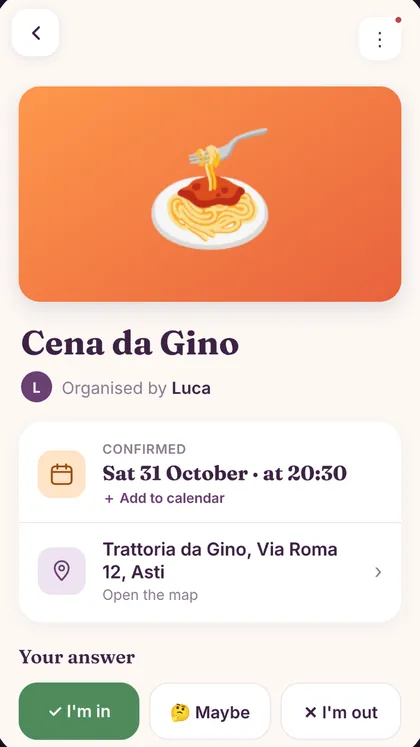 Cena da Gino
L
Organised by Luca
CONFIRMED
Sat 31 October · at 20:30
+ Add to calendar
Trattoria da Gino, Via Roma
12, Asti
Open the map
Your answer
✓ I'm in
🤔 Maybe
✕ I'm out